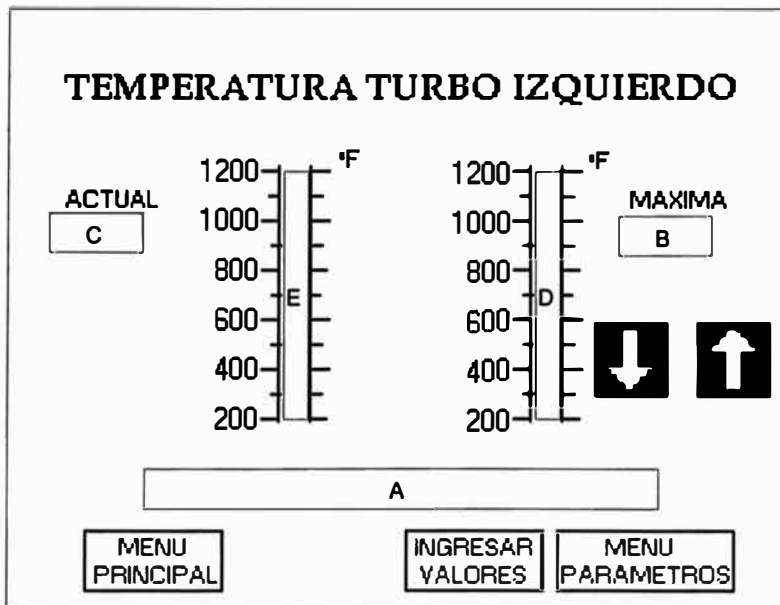 TEMPERATURA TURBO IZQUIERDO
ACTUAL
C
1200 °F
1000
800
E
600
400
200
1200 °F
1000
800
D
600
400
200
MAXIMA
B
A
MENU
PRINCIPAL
INGRESAR
VALORES
MENU
PARAMETROS